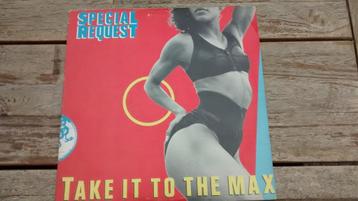 SPECIAL
REQUEST
TAKE IT TO THE MAX